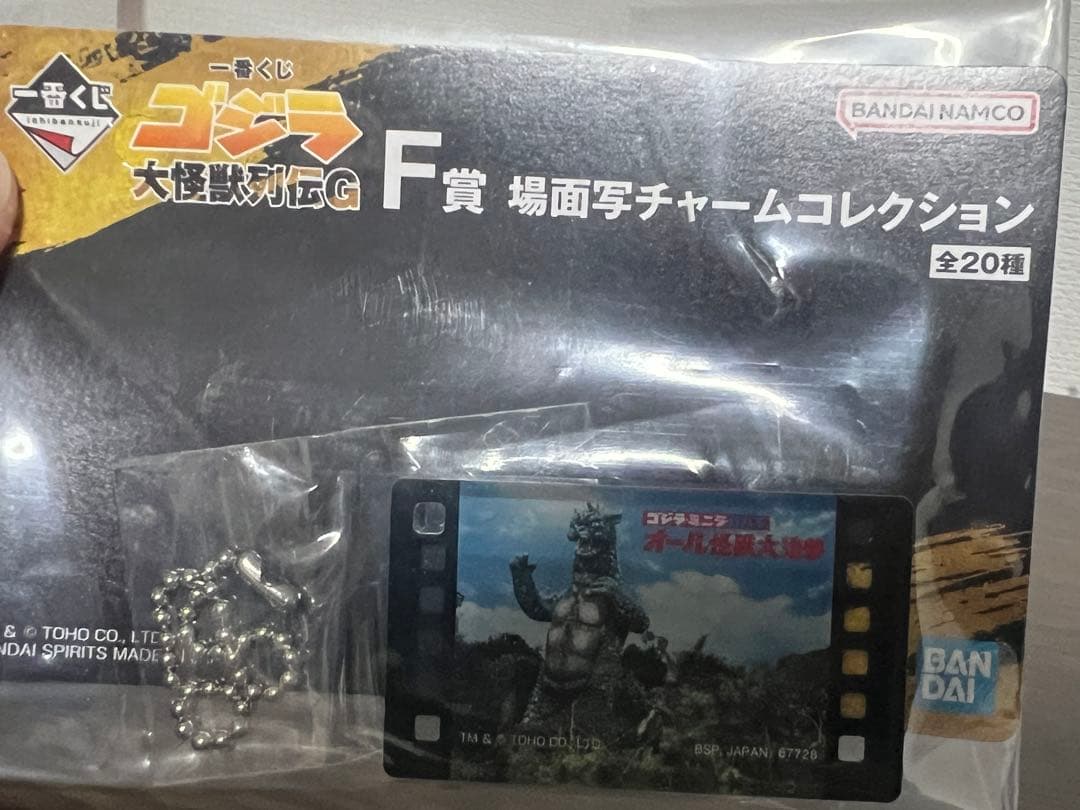 一番くじ
ichibankuji
一番くじ
ゴジラ
大怪獣列伝G
F賞 場面写チャームコレクション
全20種
BANDAI NAMCO
ゴジラミニラ
オール怪獣大進撃
& © TOHO CO., LTD
NDAI SPIRITS MADE
TM & © TOHO CO., LTD.
BSP, JAPAN 67728
BAN
DAI